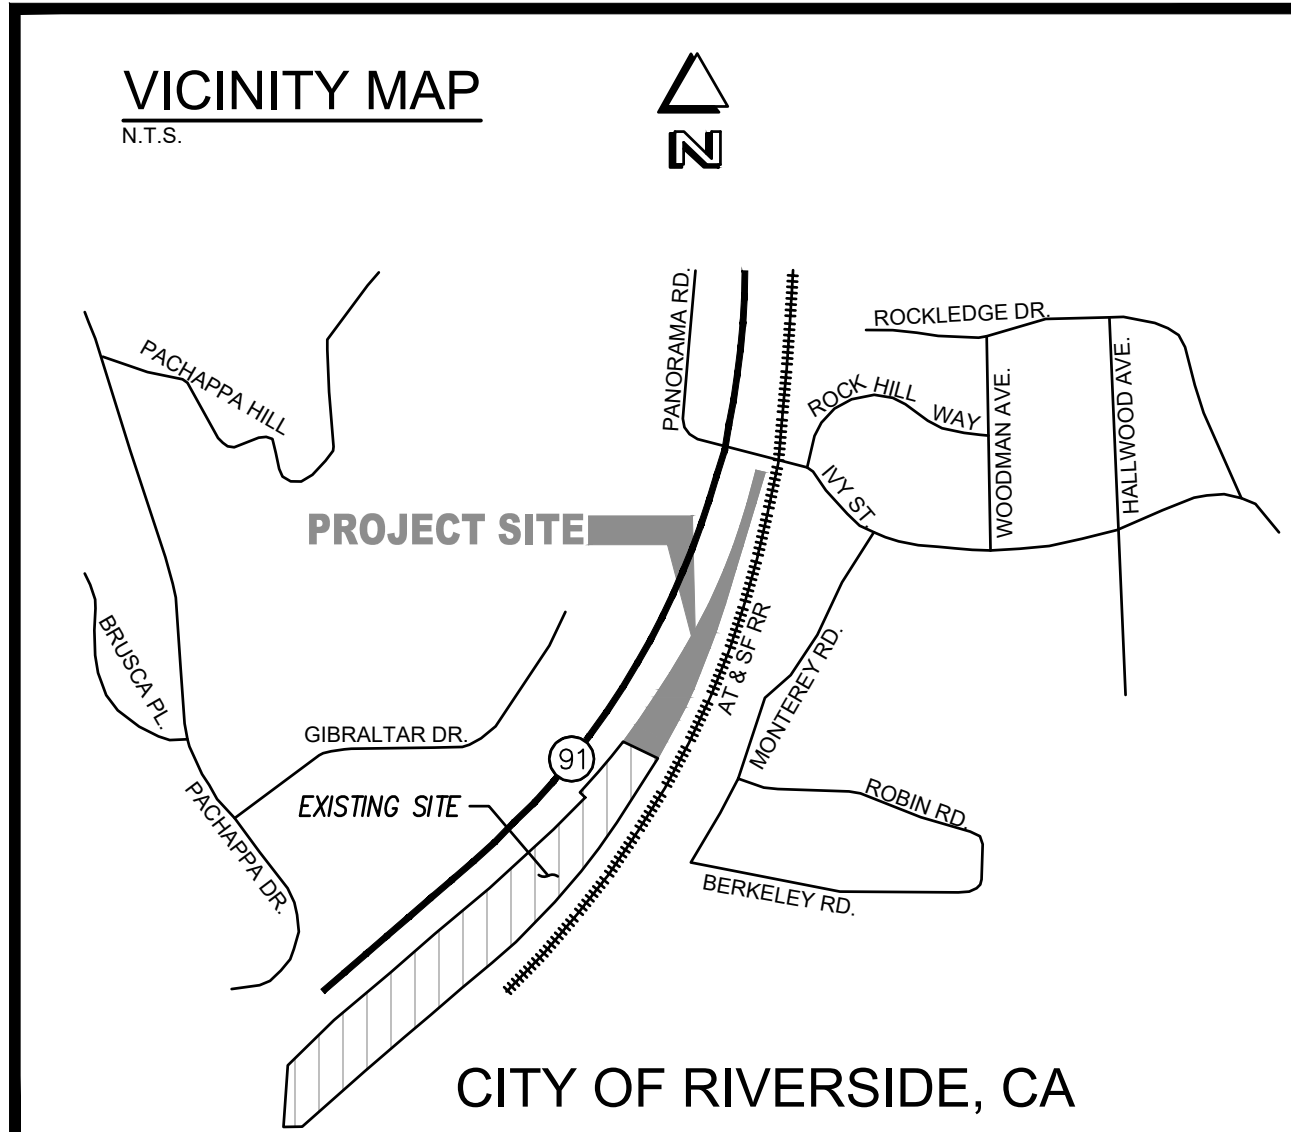 VICINITY MAP
N.T.S.
N
PANORAMA RD.
ROCKLEDGE DR.
PACHAPPA HILL
ROCK HILL WAY
WOODMAN AVE.
HALLWOOD AVE.
IVY ST.
PROJECT SITE
AT & SF RR
BRUSCA PL.
MONTEREY RD.
GIBRALTAR DR.
91
EXISTING SITE
PACHAPPA DR.
ROBIN RD.
BERKELEY RD.
CITY OF RIVERSIDE, CA